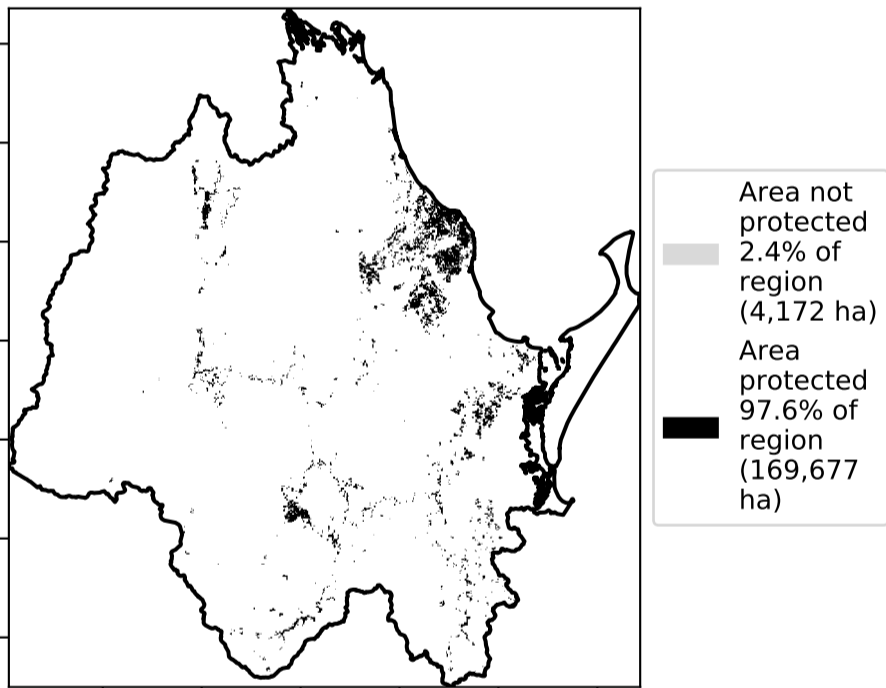 Area not
protected
2.4% of
region
(4,172 ha)
Area
protected
97.6% of
region
(169,677
ha)